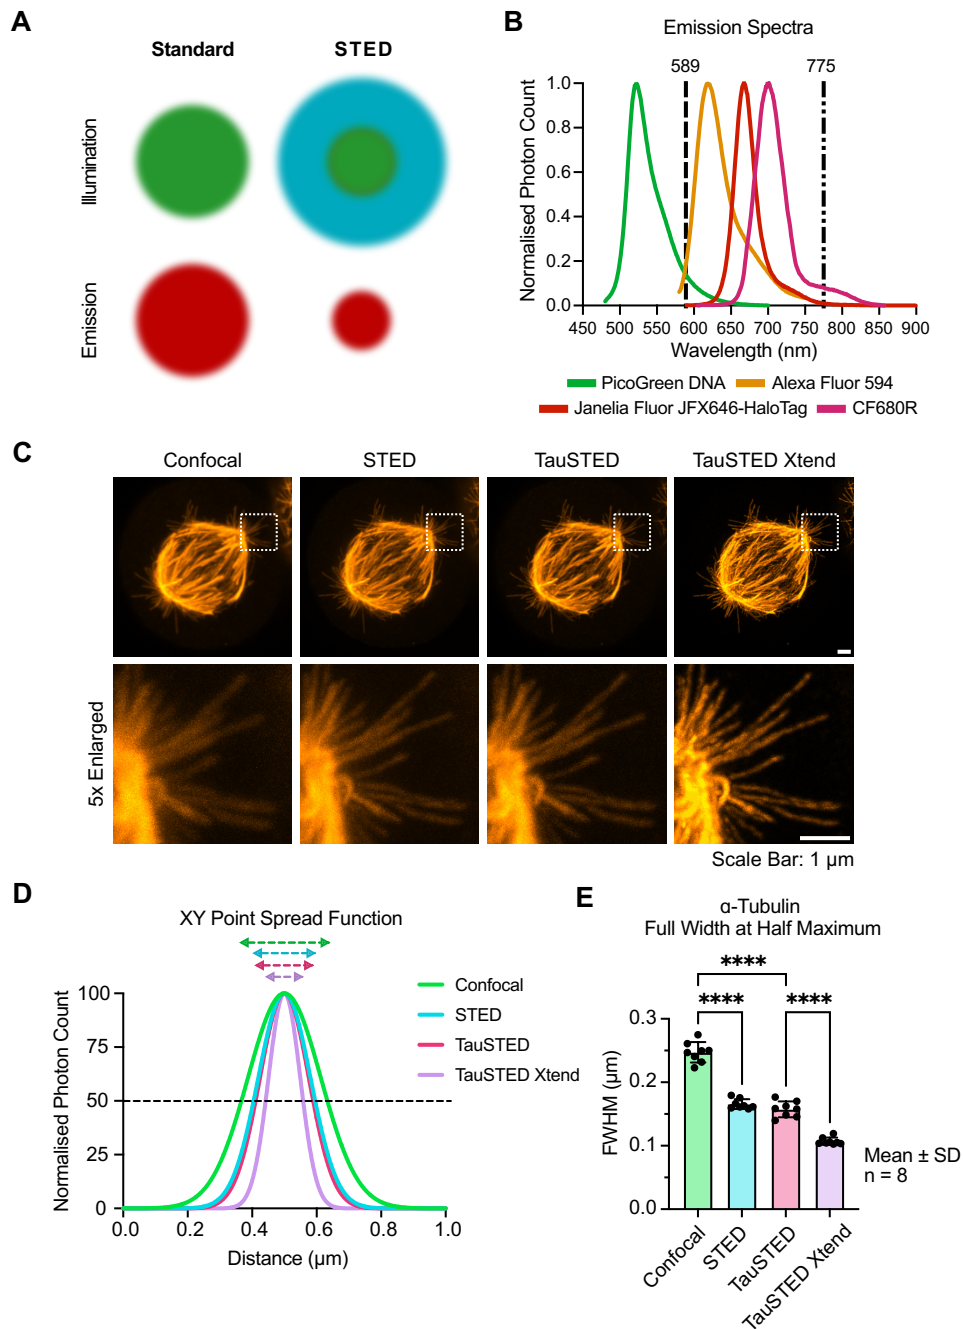 A
Standard
STED
Illumination
Emission
B
Emission Spectra
589
775
Normalised Photon Count
1.0
0.8
0.6
0.4
0.2
0.0
450 500 550 600 650 700 750 800 850 900
Wavelength (nm)
PicoGreen DNA
Alexa Fluor 594
Janelia Fluor JFX646-HaloTag
CF680R
C
Confocal
STED
TauSTED
TauSTED Xtend
5x Enlarged
Scale Bar: 1 μm
D
XY Point Spread Function
Normalised Photon Count
100
75
50
25
0
0.0 0.2 0.4 0.6 0.8 1.0
Distance (μm)
Confocal
STED
TauSTED
TauSTED Xtend
E
α-Tubulin
Full Width at Half Maximum
****
**** ****
FWHM (μm)
0.3
0.2
0.1
0.0
Confocal
STED
TauSTED
TauSTED Xtend
Mean ± SD
n = 8